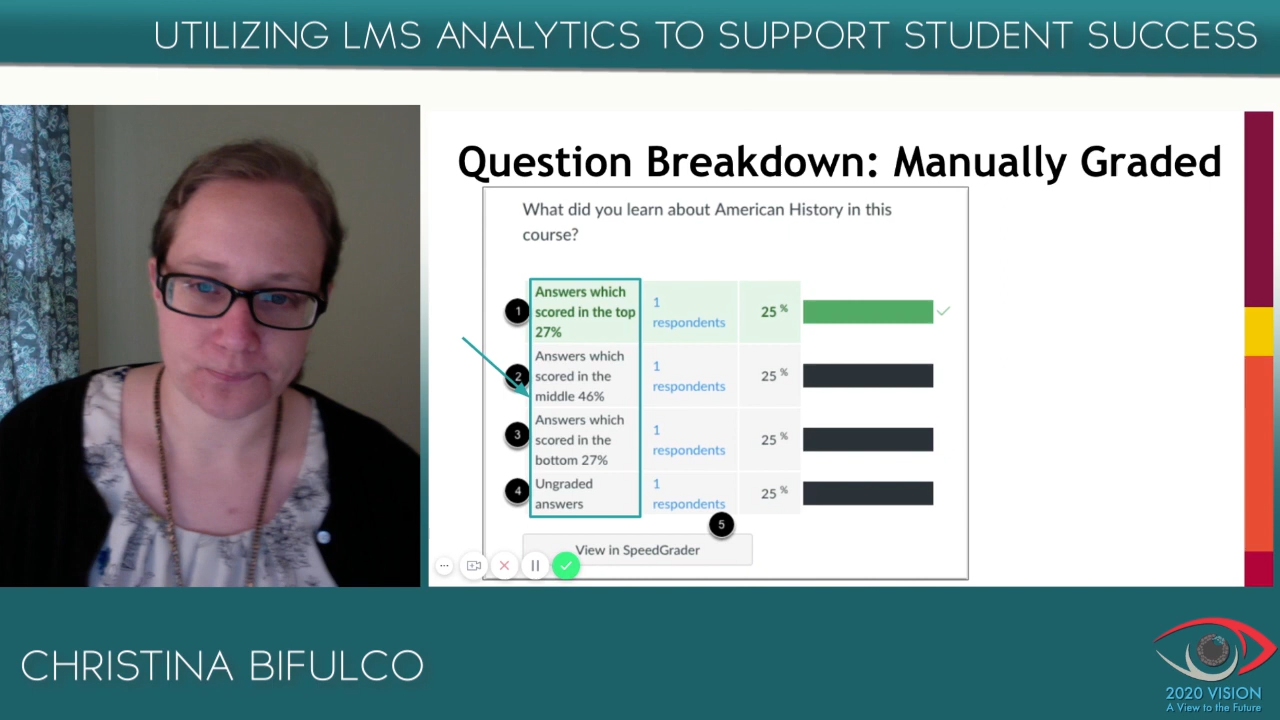 UTILIZING LMS ANALYTICS TO SUPPORT STUDENT SUCCESS
Question Breakdown: Manually Graded
What did you learn about American History in this
course?
1
Answers which
scored in the top
27%
1
respondents
25 %
2
Answers which
scored in the
middle 46%
1
respondents
25 %
3
Answers which
scored in the
bottom 27%
1
respondents
25 %
4
Ungraded
answers
1
respondents
25 %
5
View in SpeedGrader
CHRISTINA BIFULCO
2020 VISION
A View to the Future